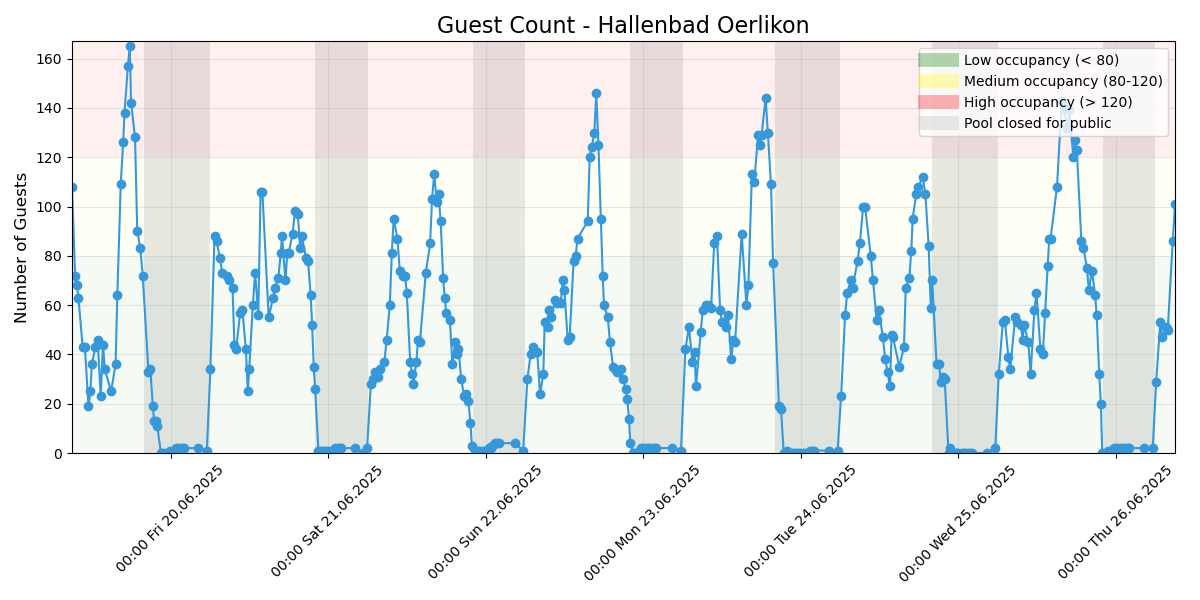 Guest Count - Hallenbad Oerlikon
Number of Guests
160
140
120
100
80
60
40
20
0
Low occupancy (< 80)
Medium occupancy (80-120)
High occupancy (> 120)
Pool closed for public
00:00 Fri 20.06.2025
00:00 Sat 21.06.2025
00:00 Sun 22.06.2025
00:00 Mon 23.06.2025
00:00 Tue 24.06.2025
00:00 Wed 25.06.2025
00:00 Thu 26.06.2025